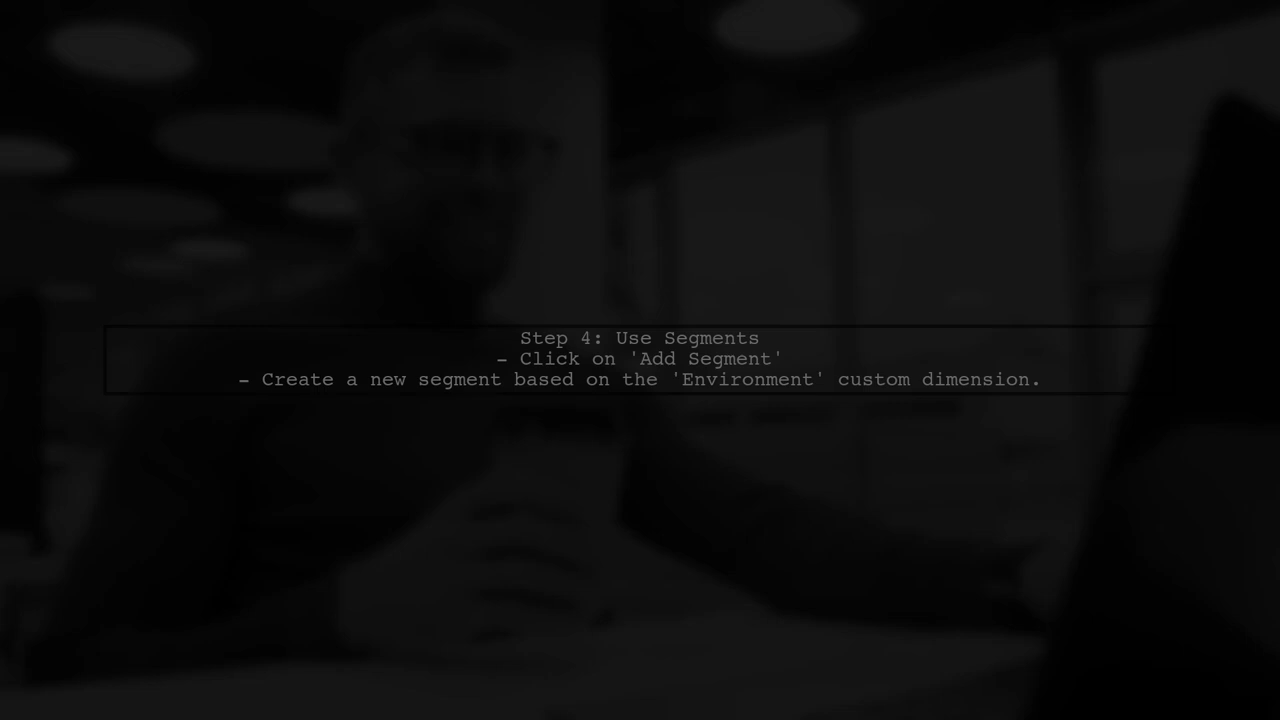 Step 4: Use Segments
- Click on 'Add Segment'
- Create a new segment based on the 'Environment' custom dimension.